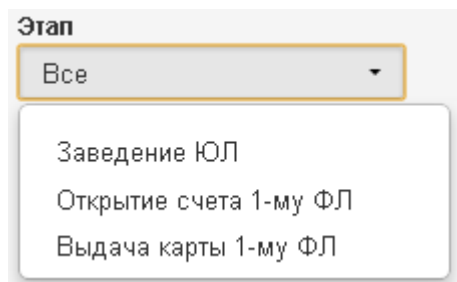 Этап
Все
Заведение ЮЛ
Открытие счета 1-му ФЛ
Выдача карты 1-му ФЛ